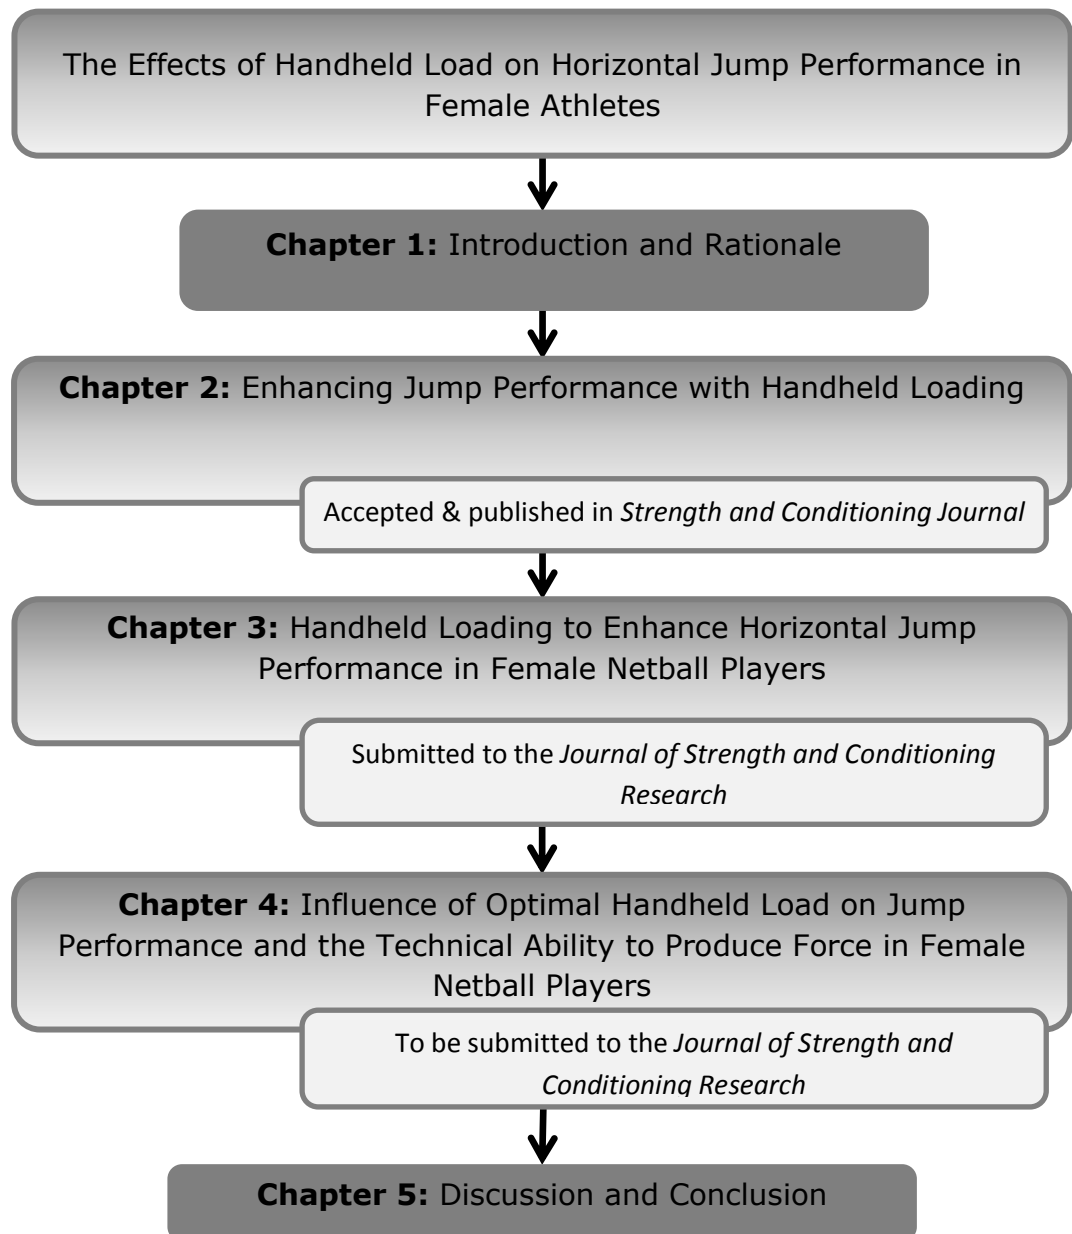 The Effects of Handheld Load on Horizontal Jump Performance in
Female Athletes
Chapter 1: Introduction and Rationale
Chapter 2: Enhancing Jump Performance with Handheld Loading
Accepted & published in Strength and Conditioning Journal
Chapter 3: Handheld Loading to Enhance Horizontal Jump
Performance in Female Netball Players
Submitted to the Journal of Strength and Conditioning
Research
Chapter 4: Influence of Optimal Handheld Load on Jump
Performance and the Technical Ability to Produce Force in Female
Netball Players
To be submitted to the Journal of Strength and
Conditioning Research
Chapter 5: Discussion and Conclusion